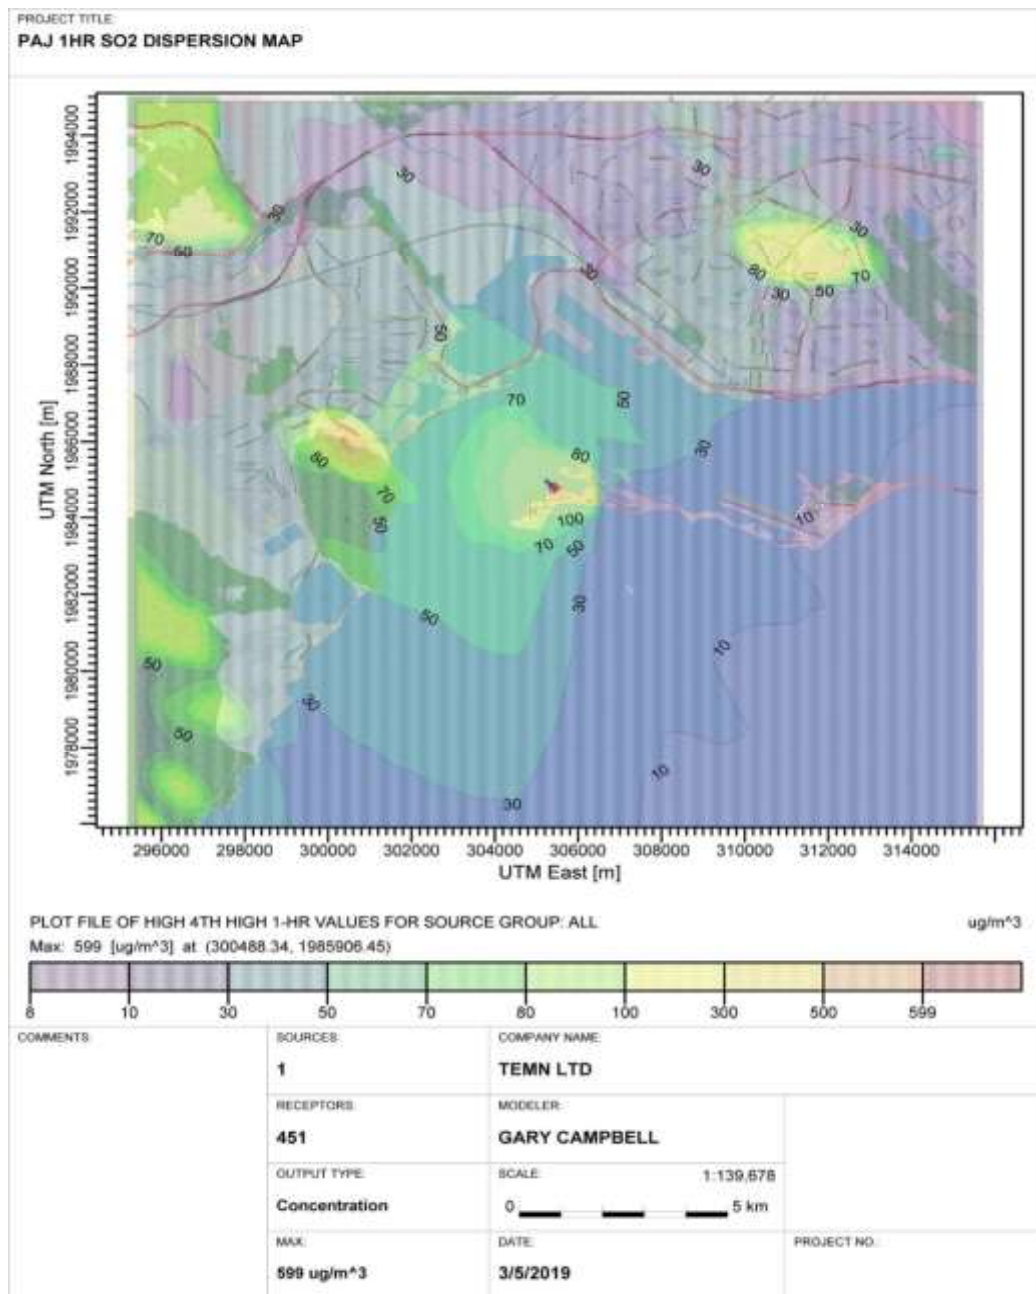 PROJECT TITLE:
PAJ 1HR SO2 DISPERSION MAP
UTM North [m]
1994000
1992000
1990000
1988000
1986000
1984000
1982000
1980000
1978000
30
30
30
30
70
50
30
80
30
50
70
50
70
50
80
30
80
70
50
100
70
50
10
50
30
50
10
50
10
30
296000 298000 300000 302000 304000 306000 308000 310000 312000 314000
UTM East [m]
PLOT FILE OF HIGH 4TH HIGH 1-HR VALUES FOR SOURCE GROUP: ALL ug/m^3
Max: 599 [ug/m^3] at (300488.34, 1985906.45)
8 10 30 50 70 80 100 300 500 599
COMMENTS:
SOURCES:
1
COMPANY NAME:
TEMN LTD
RECEPTORS:
451
MODELER:
GARY CAMPBELL
OUTPUT TYPE:
Concentration
SCALE: 1:139,678
0 5 km
MAX:
599 ug/m^3
DATE:
3/5/2019
PROJECT NO.: